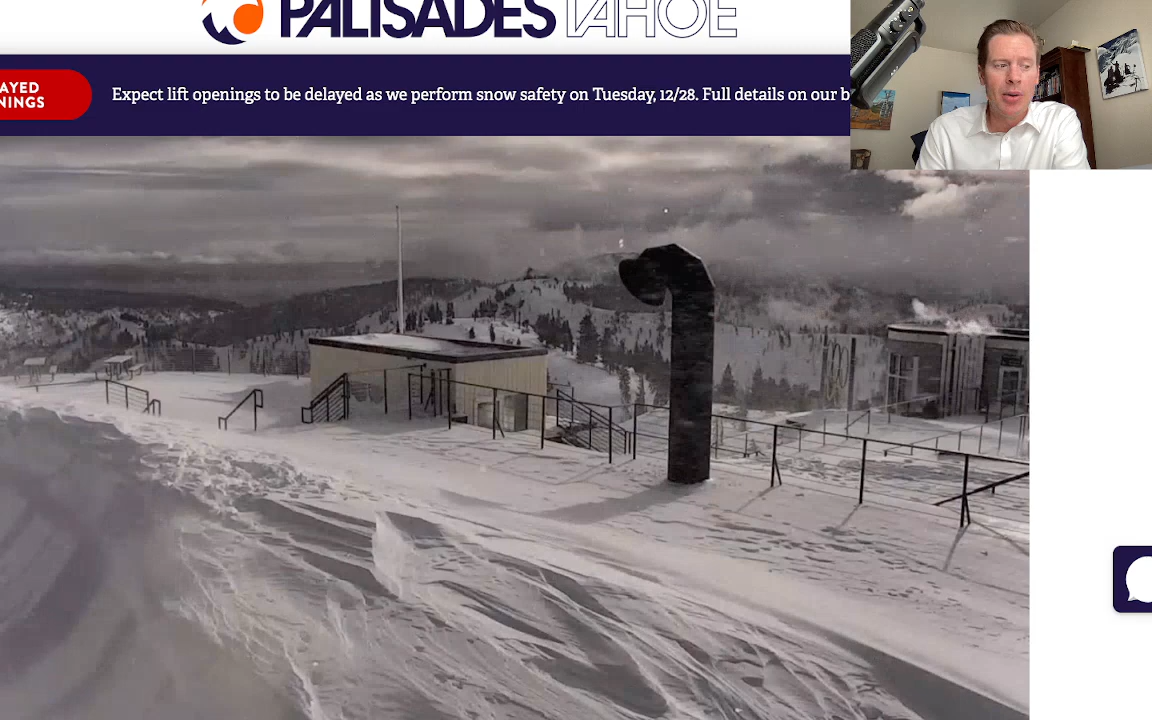 PALISADES TAHOE
AYED
NINGS
Expect lift openings to be delayed as we perform snow safety on Tuesday, 12/28. Full details on our b